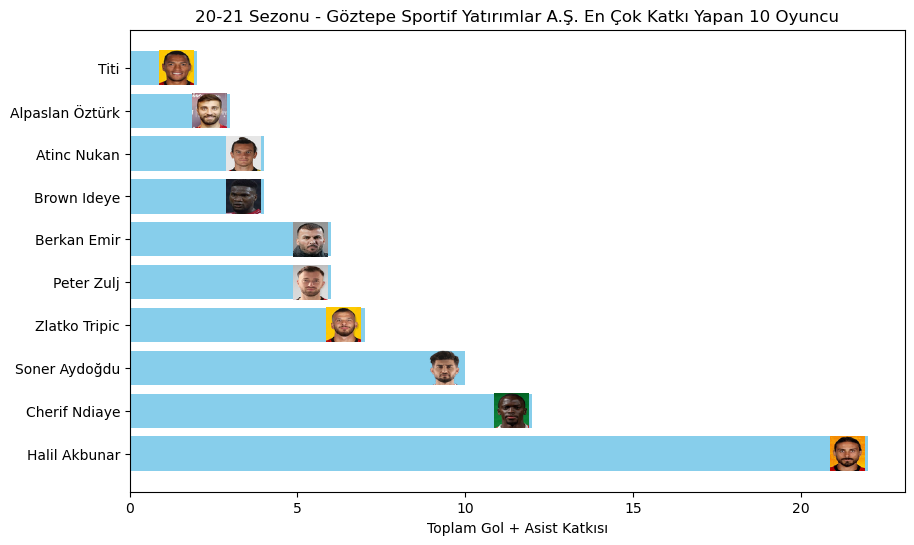 20-21 Sezonu - Göztepe Sportif Yatırımlar A.Ş. En Çok Katkı Yapan 10 Oyuncu
Titi
Alpaslan Öztürk
Atinc Nukan
Brown Ideye
Berkan Emir
Peter Zulj
Zlatko Tripic
Soner Aydoğdu
Cherif Ndiaye
Halil Akbunar
0 5 10 15 20
Toplam Gol + Asist Katkısı